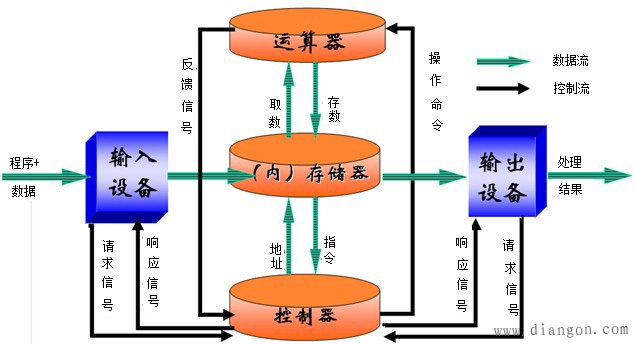 运算器
反馈信号
操作命令
数据流
控制流
取数
存数
程序+
数据
输入
设备
（内）存储器
输出
设备
处理
结果
请求信号
响应信号
地址
指令
响应信号
请求信号
控制器
www.diangon.com